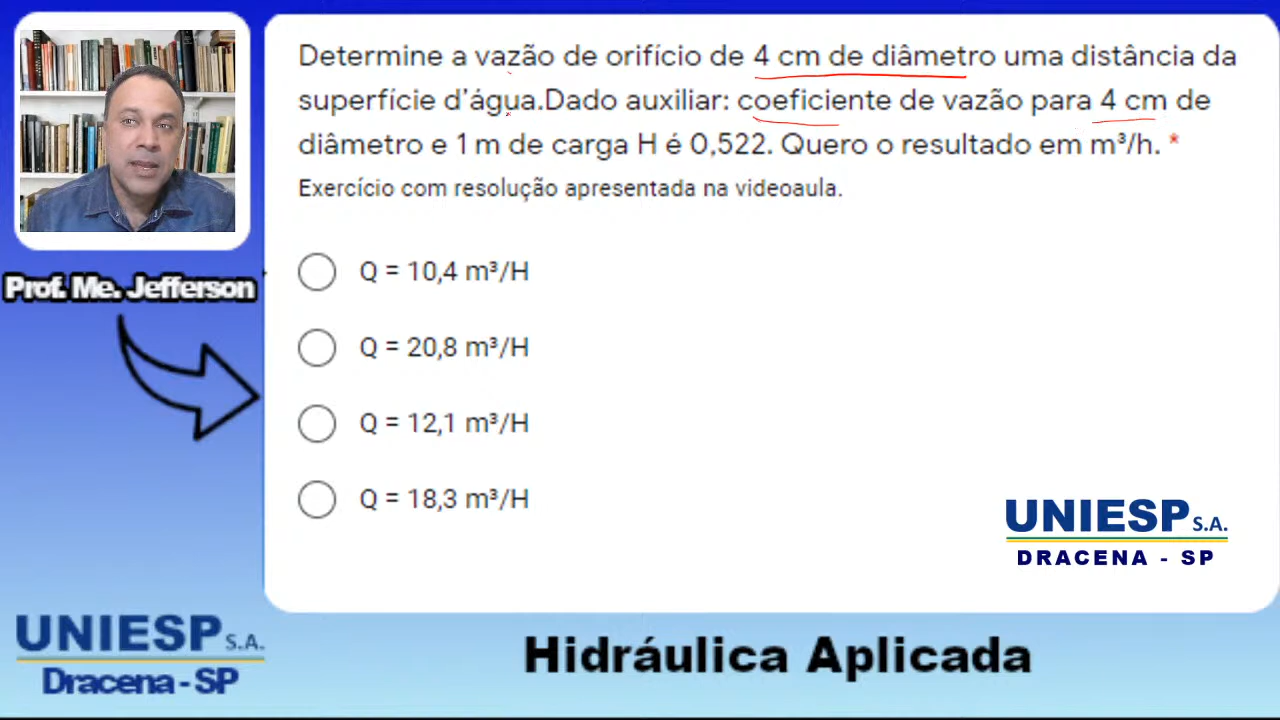 Determine a vazão de orifício de 4 cm de diâmetro uma distância da
superfície d'água.Dado auxiliar: coeficiente de vazão para 4 cm de
diâmetro e 1 m de carga H é 0,522. Quero o resultado em m³/h. *
Exercício com resolução apresentada na videoaula.
Q = 10,4 m³/H
Prof. Me. Jefferson
Q = 20,8 m³/H
Q = 12,1 m³/H
Q = 18,3 m³/H
UNIESP S.A.
DRACENA - SP
UNIESP S.A.
Dracena - SP
Hidráulica Aplicada